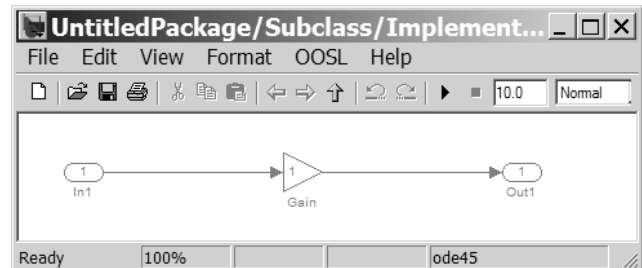 UntitledPackage/Subclass/Implement...
File Edit View Format OOSL Help
10.0 Normal
1 1 1
In1 Gain Out1
Ready 100% ode45